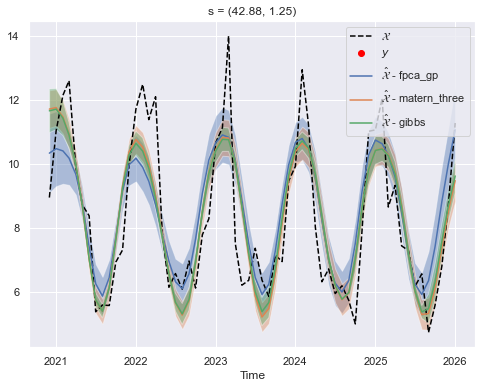 s = (42.88, 1.25)
𝒳
y
𝒳̂ - fpca_gp
𝒳̂ - matern_three
𝒳̂ - gibbs
14
12
10
8
6
2021 2022 2023 2024 2025 2026
Time